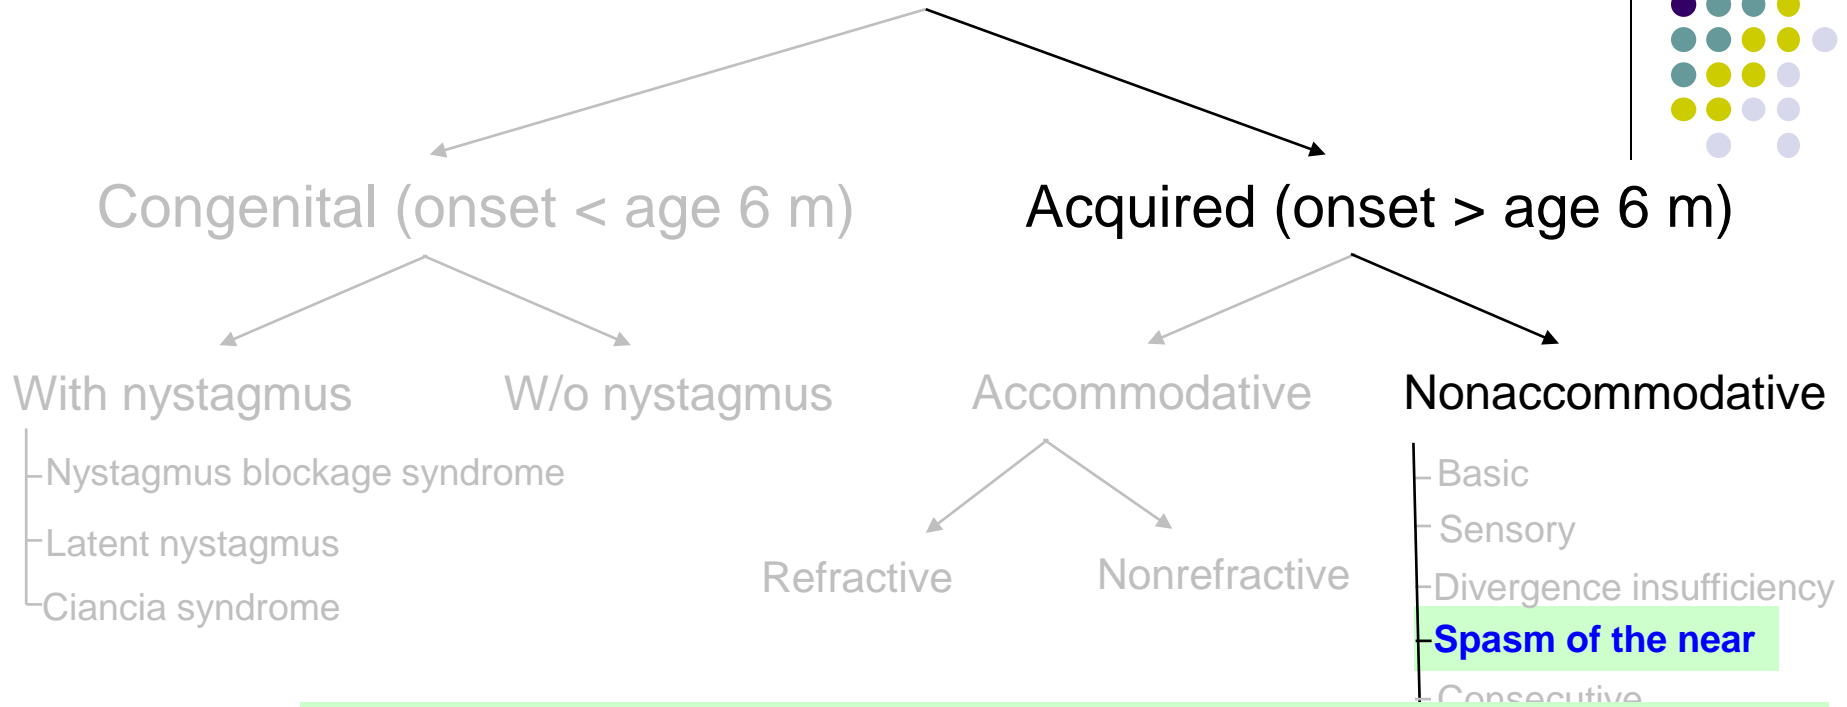 Congenital (onset < age 6 m)
Acquired (onset > age 6 m)
With nystagmus
W/o nystagmus
Accommodative
Nonaccommodative
Nystagmus blockage syndrome
Latent nystagmus
Ciancia syndrome
Refractive
Nonrefractive
Basic
Sensory
Divergence insufficiency
Spasm of the near
Consecutive